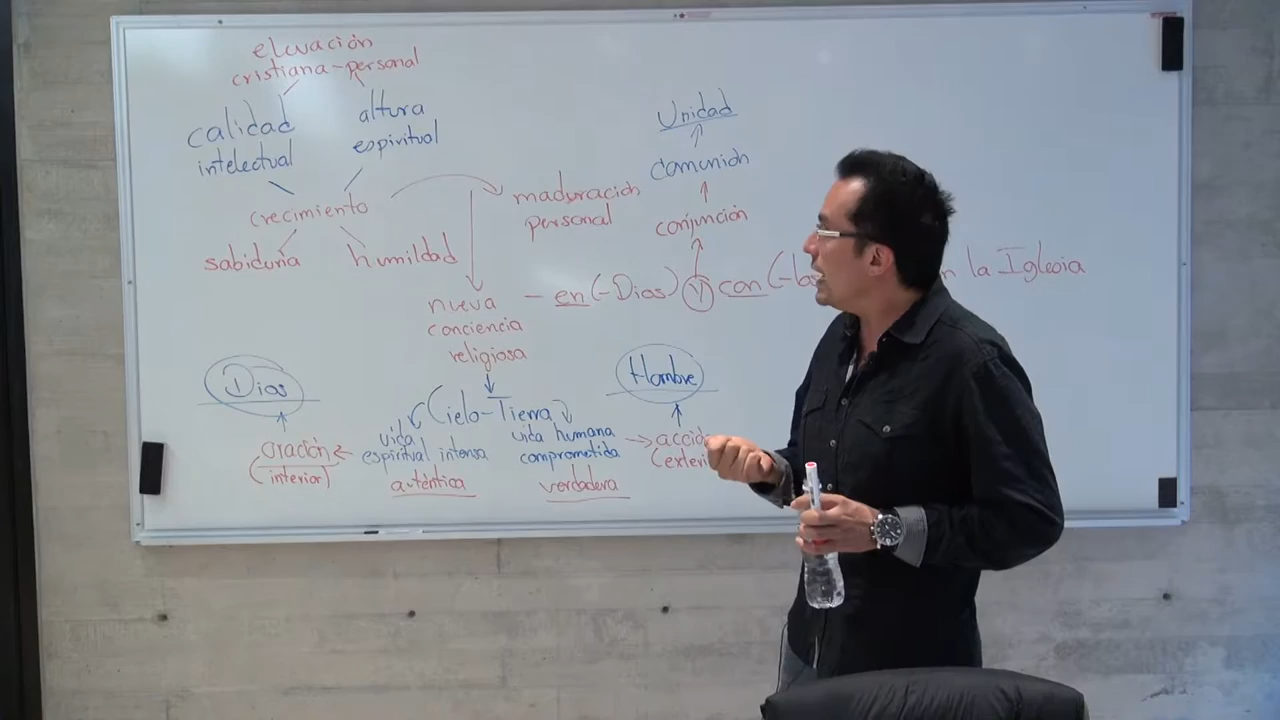 elevación
cristiana-personal
calidad
intelectual
altura
espiritual
crecimiento
sabiduría
humildad
maduración
personal
Unidad
comunión
conjunción
nueva
conciencia
religiosa
- en (-Dios) Y con (-la
la Iglesia
Dios
oración
(interior)
Cielo-Tierra
vida
espiritual intensa
auténtica
vida humana
comprometida
verdadera
Hombre